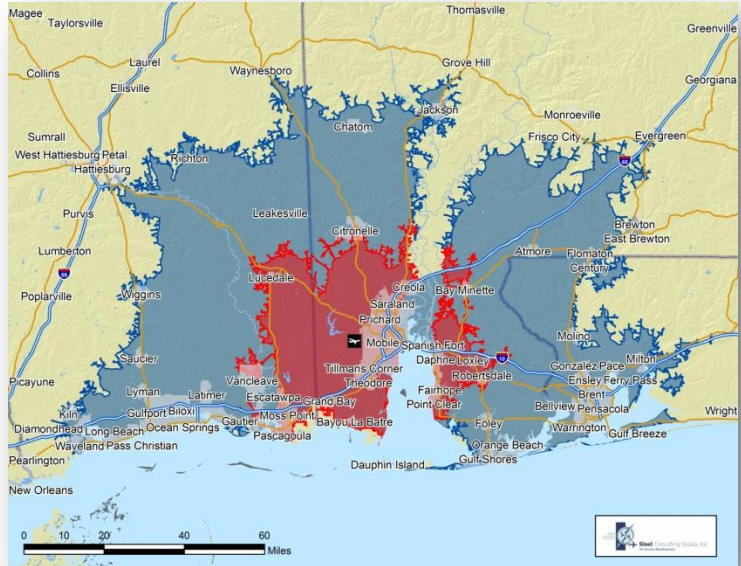 Magee
Taylorsville
Thomasville
Greenville
Laurel
Waynesboro
Grove Hill
Collins
Ellisville
Georgiana
Jackson
Monroeville
Chatom
Sumrall
Frisco City
Evergreen
West Hattiesburg
Petal
Richton
65
Hattiesburg
Purvis
Leakesville
Citronelle
Brewton
East Brewton
Lumberton
Atmore
Flomaton
Century
59
Lucedale
Creola
Bay Minette
Poplarville
Wiggins
Saraland
Prichard
Molino
Saucier
Mobile
Spanish Fort
10
Daphne
Loxley
Gonzalez
Pace
Milton
Tillmans Corner
Robertsdale
Ensley
Ferry Pass
Picayune
Vancleave
Theodore
Lyman
Latimer
Escatawpa
Fairhope
Brent
Grand Bay
Point Clear
Bellview
Pensacola
Kiln
Gulfport
Biloxi
Moss Point
Wright
Diamondhead
Long Beach
Ocean Springs
Gautier
Bayou La Batre
Foley
Warrington
Gulf Breeze
Waveland
Pass Christian
Pascagoula
Orange Beach
Pearlington
Dauphin Island
Gulf Shores
New Orleans
0 10 20 40 60
Miles
Sixel Consulting Group, Inc.